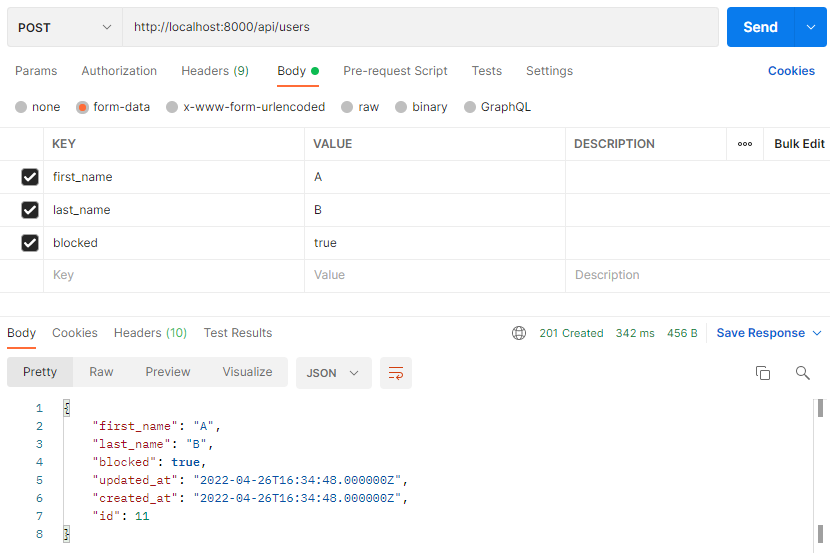 POST http://localhost:8000/api/users Send
Params Authorization Headers (9) Body Pre-request Script Tests Settings Cookies
none form-data x-www-form-urlencoded raw binary GraphQL
KEY VALUE DESCRIPTION Bulk Edit
first_name A
last_name B
blocked true
Key Value Description
Body Cookies Headers (10) Test Results 201 Created 342 ms 456 B Save Response
Pretty Raw Preview Visualize JSON
1 {
2 "first_name": "A",
3 "last_name": "B",
4 "blocked": true,
5 "updated_at": "2022-04-26T16:34:48.000000Z",
6 "created_at": "2022-04-26T16:34:48.000000Z",
7 "id": 11
8 }